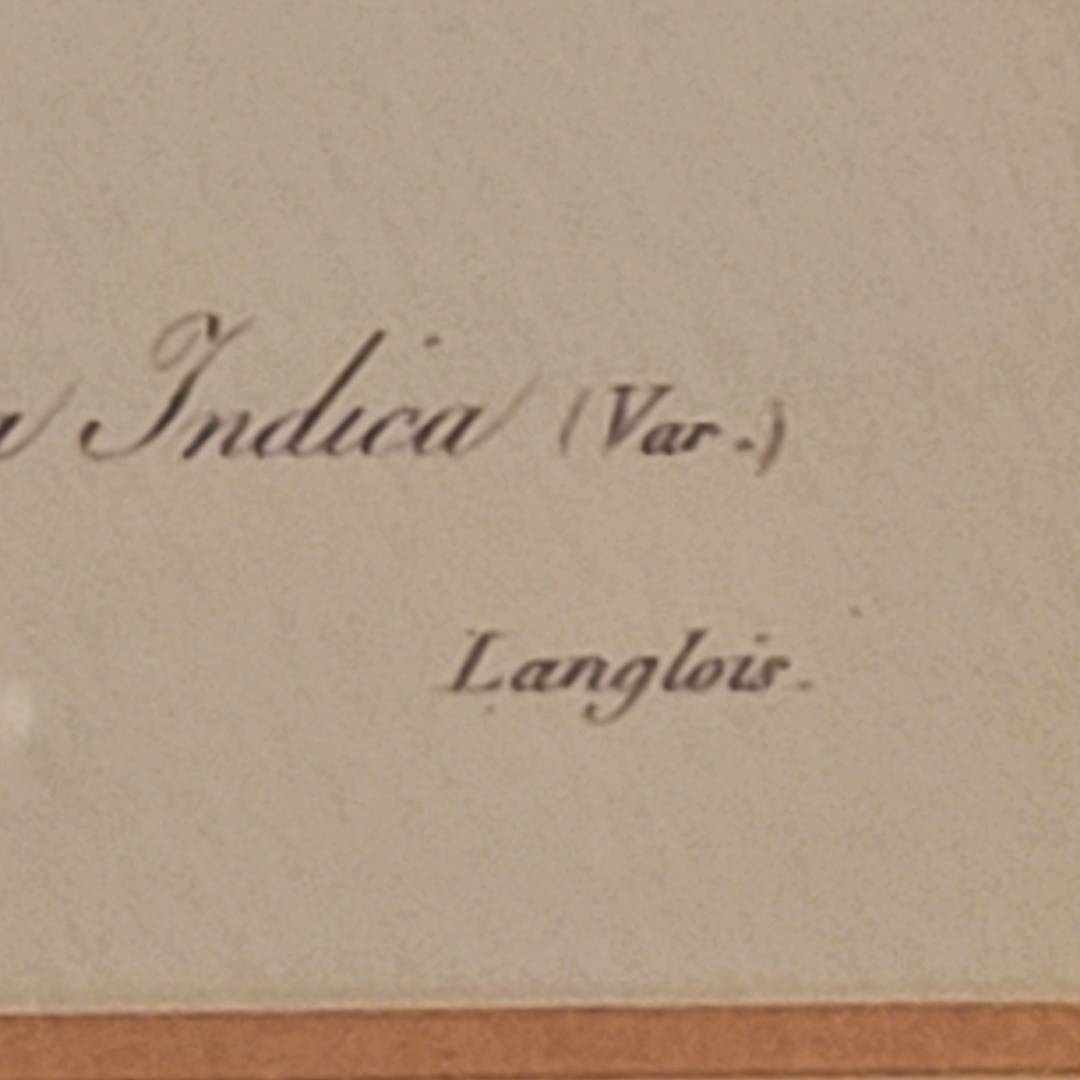 a Indica (Var.)
Langlois.